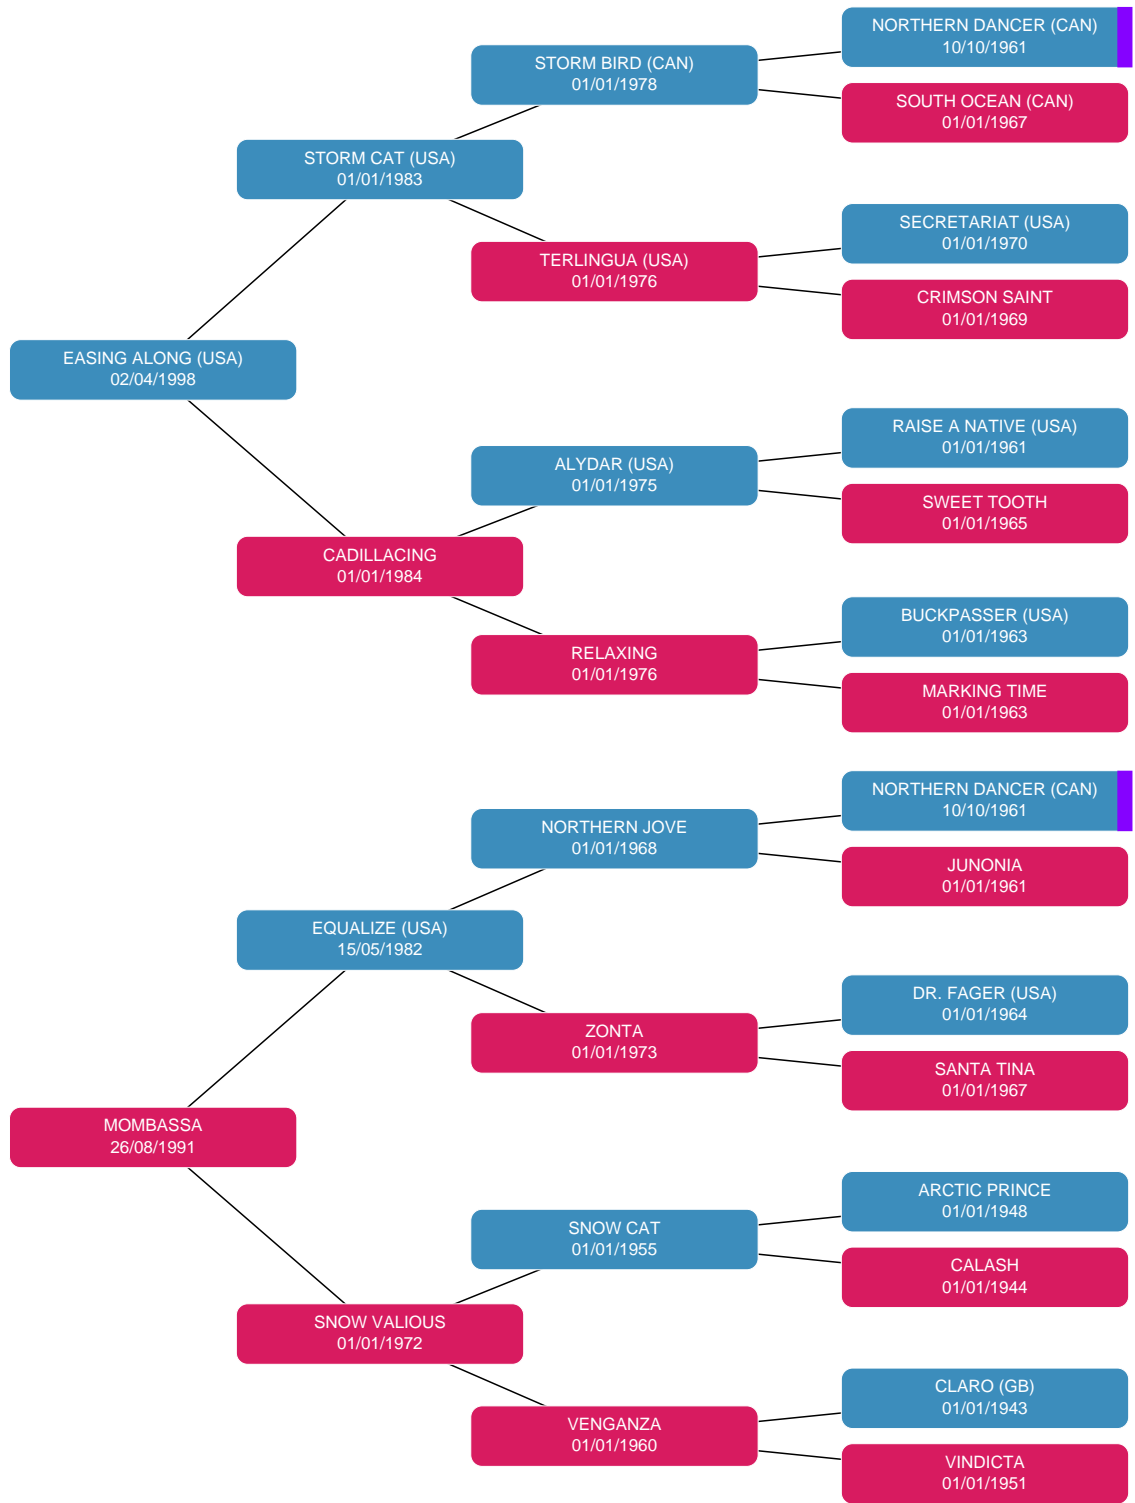 NORTHERN DANCER (CAN)
10/10/1961
STORM BIRD (CAN)
01/01/1978
SOUTH OCEAN (CAN)
01/01/1967
STORM CAT (USA)
01/01/1983
SECRETARIAT (USA)
01/01/1970
TERLINGUA (USA)
01/01/1976
CRIMSON SAINT
01/01/1969
EASING ALONG (USA)
02/04/1998
RAISE A NATIVE (USA)
01/01/1961
ALYDAR (USA)
01/01/1975
SWEET TOOTH
01/01/1965
CADILLACING
01/01/1984
BUCKPASSER (USA)
01/01/1963
RELAXING
01/01/1976
MARKING TIME
01/01/1963
NORTHERN DANCER (CAN)
10/10/1961
NORTHERN JOVE
01/01/1968
JUNONIA
01/01/1961
EQUALIZE (USA)
15/05/1982
DR. FAGER (USA)
01/01/1964
ZONTA
01/01/1973
SANTA TINA
01/01/1967
MOMBASSA
26/08/1991
ARCTIC PRINCE
01/01/1948
SNOW CAT
01/01/1955
CALASH
01/01/1944
SNOW VALIOUS
01/01/1972
CLARO (GB)
01/01/1943
VENGANZA
01/01/1960
VINDICTA
01/01/1951